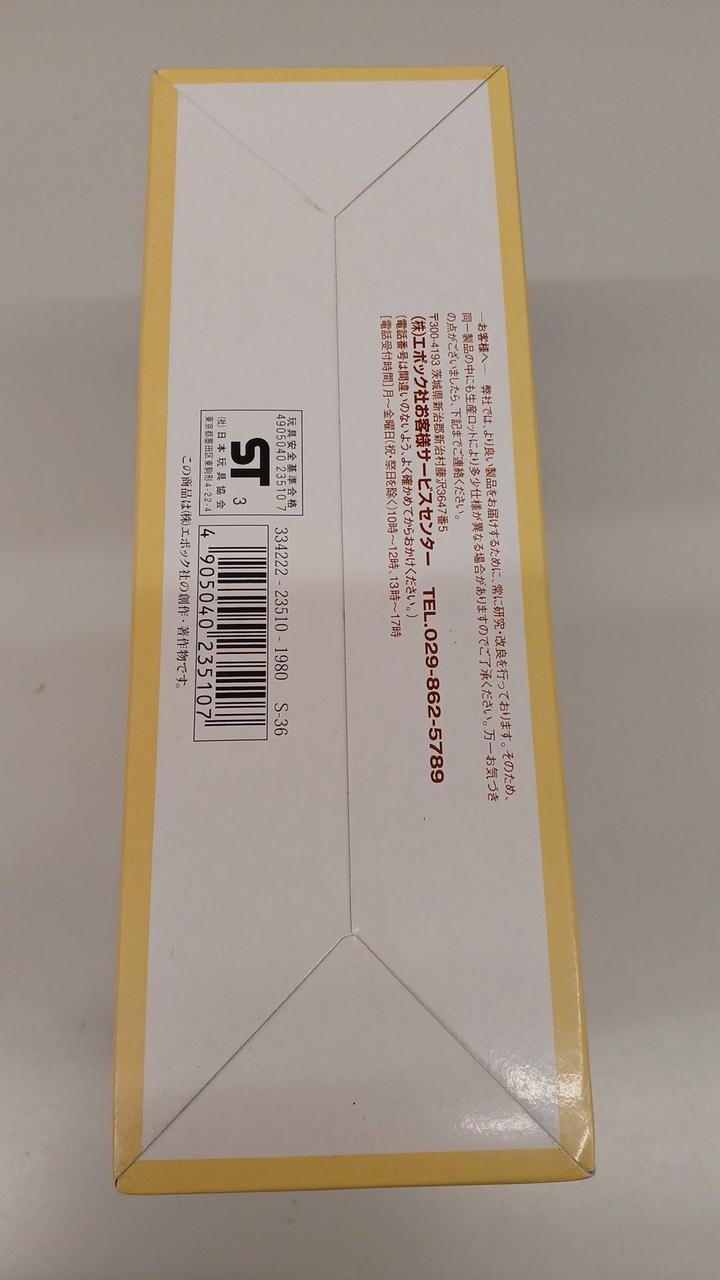 ―お客様へ― 弊社では、より良い製品をお届けするために、常に研究・改良を行っております。そのため、
同一製品の中にも生産ロットにより多少仕様が異なる場合がありますのでご了承ください。万一お気づき
の点がございましたら、下記までご連絡ください。
〒300-4193 茨城県新治郡新治村藤沢3647番5
(株)エポック社お客様サービスセンター TEL.029-862-5789
(電話番号は間違いのないよう、よく確かめてからおかけください。)
[電話受付時間]月〜金曜日(祝・祭日を除く)10時〜12時、13時〜17時
玩具安全基準合格
4905040 235107
ST 3
(社)日本玩具協会
東京都墨田区東駒形4-22-4
334222 - 23510 - 1980 S-36
4 905040 235107
この商品は(株)エポック社の創作・著作物です。